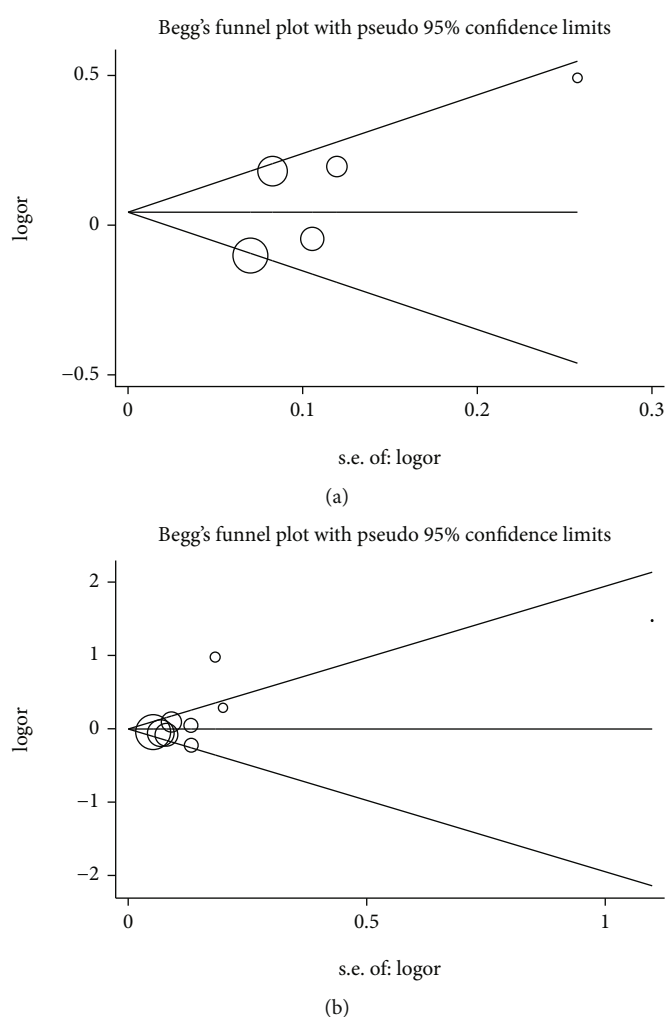 Begg's funnel plot with pseudo 95% confidence limits
0.5
0
−0.5
logor
0
0.1
0.2
0.3
s.e. of: logor
(a)
Begg's funnel plot with pseudo 95% confidence limits
2
1
0
−1
−2
logor
0
0.5
1
s.e. of: logor
(b)